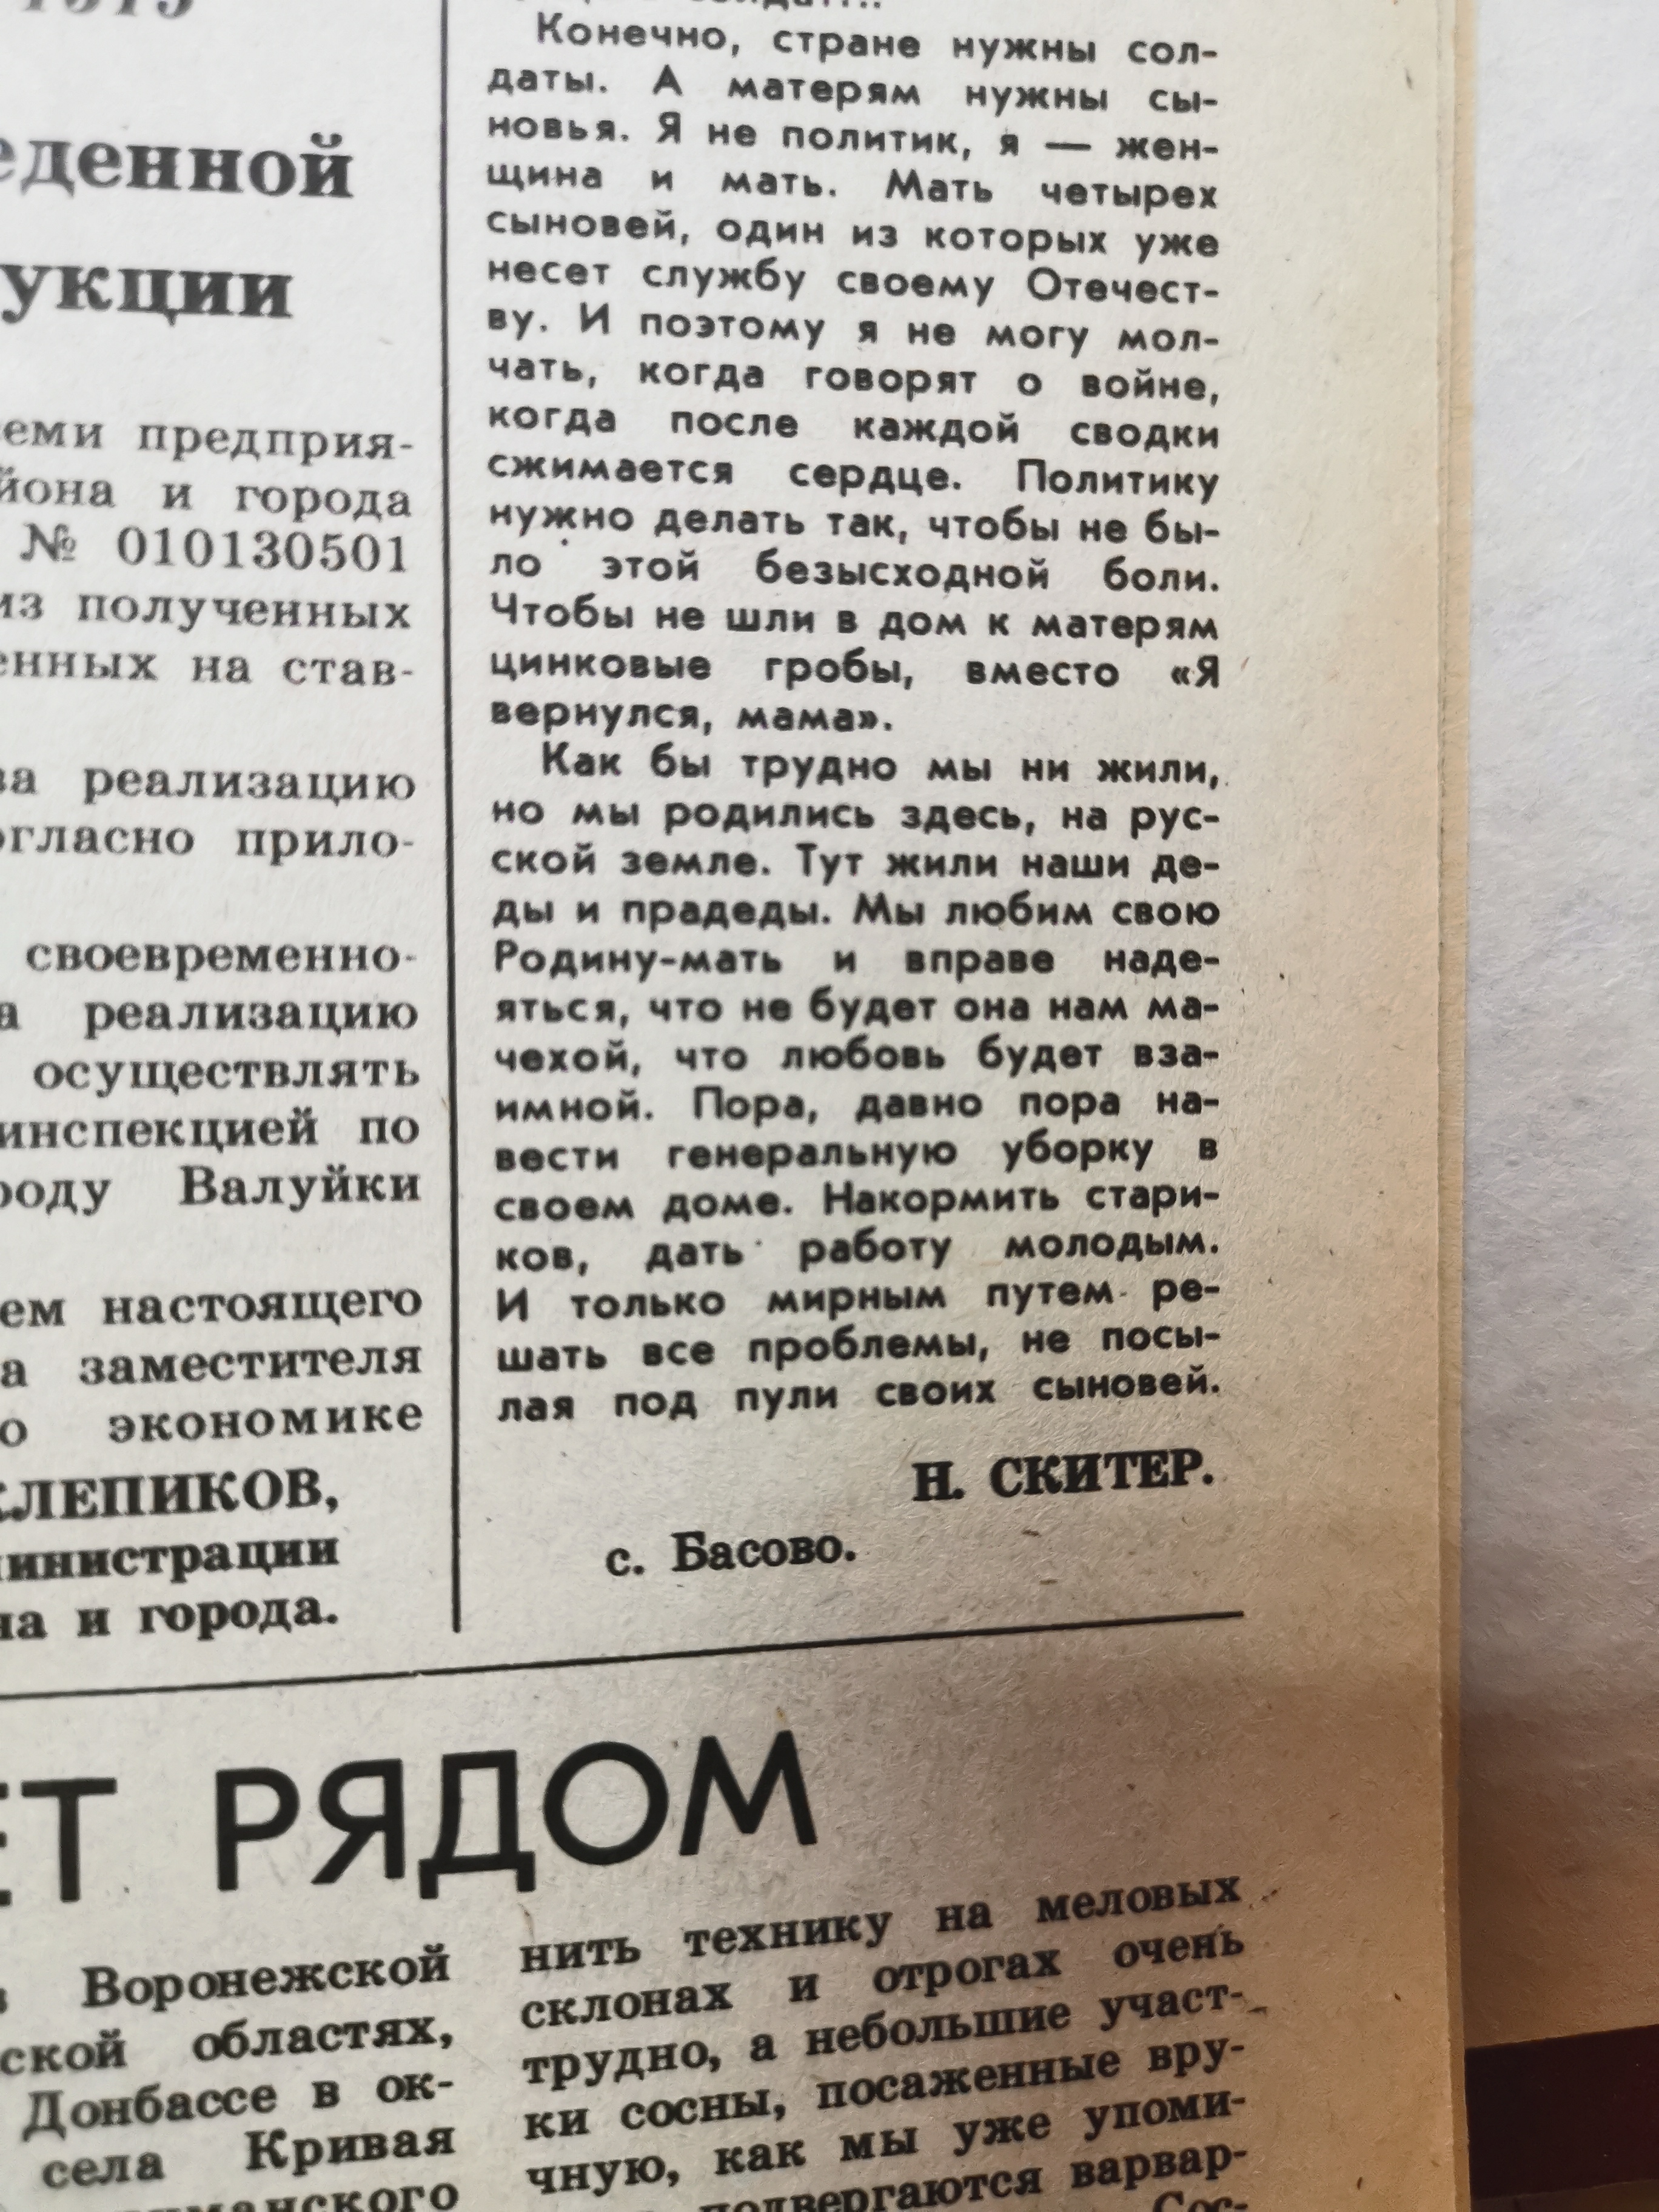 еденной
укции
еми предприя-
йона и города
№ 010130501
из полученных
енных на став-
за реализацию
огласно прило-
своевременно-
а реализацию
осуществлять
инспекцией по
роду Валуйки
ем настоящего
а заместителя
о экономике
КЛЕПИКОВ,
министрации
на и города.
Конечно, стране нужны сол-
даты. А матерям нужны сы-
новья. Я не политик, я — жен-
щина и мать. Мать четырех
сыновей, один из которых уже
несет службу своему Отечест-
ву. И поэтому я не могу мол-
чать, когда говорят о войне,
когда после каждой сводки
сжимается сердце. Политику
нужно делать так, чтобы не бы-
ло этой безысходной боли.
Чтобы не шли в дом к матерям
цинковые гробы, вместо «Я
вернулся, мама».
Как бы трудно мы ни жили,
но мы родились здесь, на рус-
ской земле. Тут жили наши де-
ды и прадеды. Мы любим свою
Родину-мать и вправе наде-
яться, что не будет она нам ма-
чехой, что любовь будет вза-
имной. Пора, давно пора на-
вести генеральную уборку в
своем доме. Накормить стари-
ков, дать работу молодым.
И только мирным путем ре-
шать все проблемы, не посы-
лая под пули своих сыновей.
Н. СКИТЕР.
с. Басово.
ЕТ РЯДОМ
в Воронежской
ской областях,
Донбассе в ок-
села Кривая
манского
нить технику на меловых
склонах и отрогах очень
трудно, а небольшие участ-
ки сосны, посаженные вру-
чную, как мы уже упоми-
подвергаются варвар-
Сос-